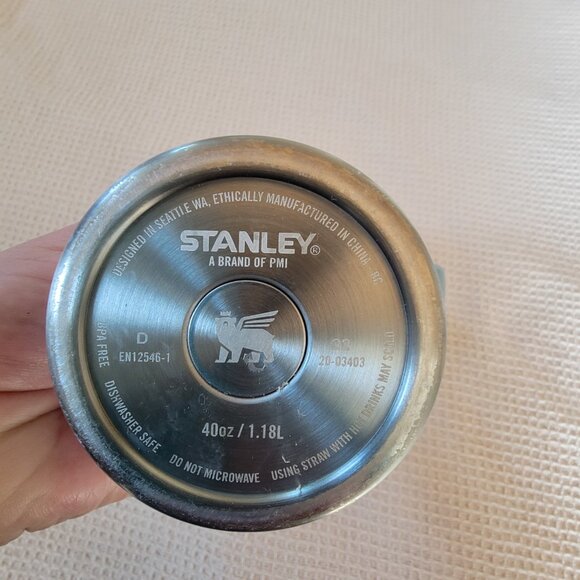 DESIGNED IN SEATTLE WA, ETHICALLY MANUFACTURED IN CHINA
STANLEY®
A BRAND OF PMI
D
EN12546-1
20-03403
BPA FREE
40oz / 1.18L
DISHWASHER SAFE
DO NOT MICROWAVE
USING STRAW WITH HOT DRINKS MAY SCALD